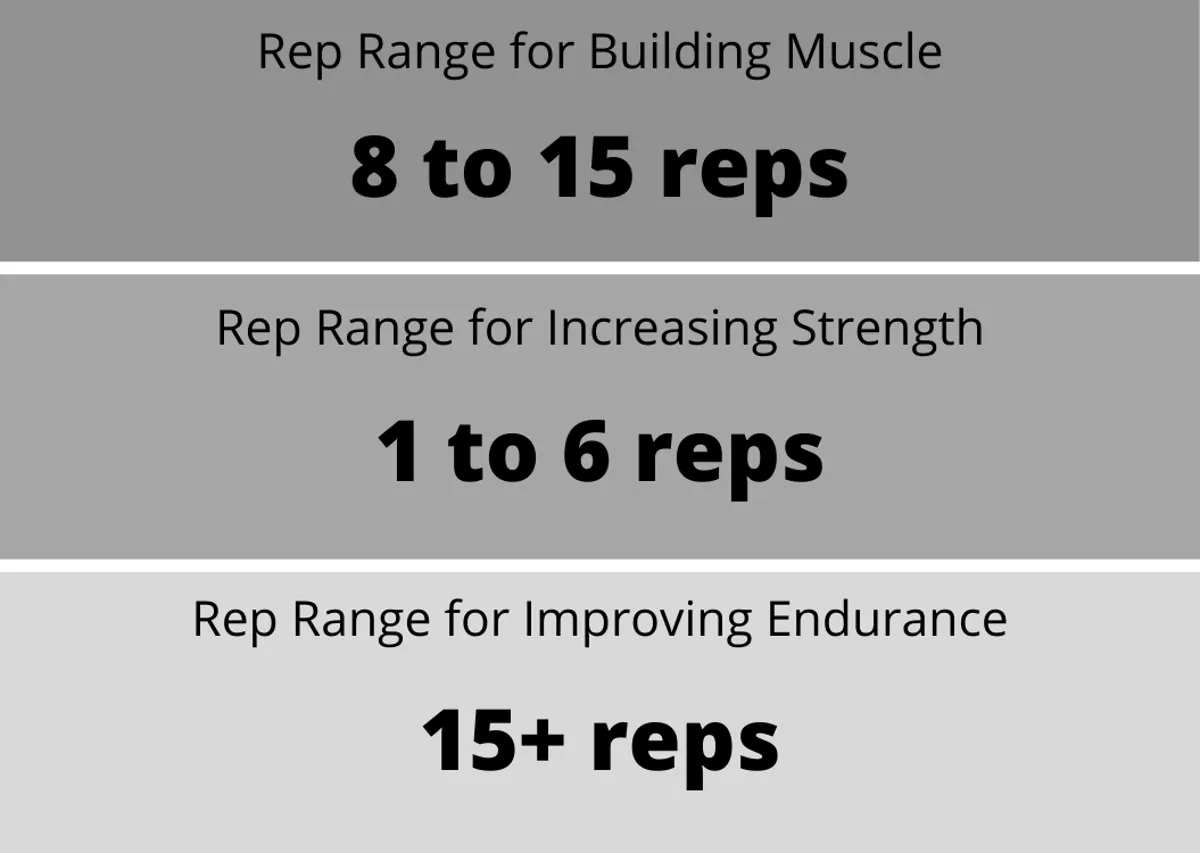 Rep Range for Building Muscle
8 to 15 reps
Rep Range for Increasing Strength
1 to 6 reps
Rep Range for Improving Endurance
15+ reps